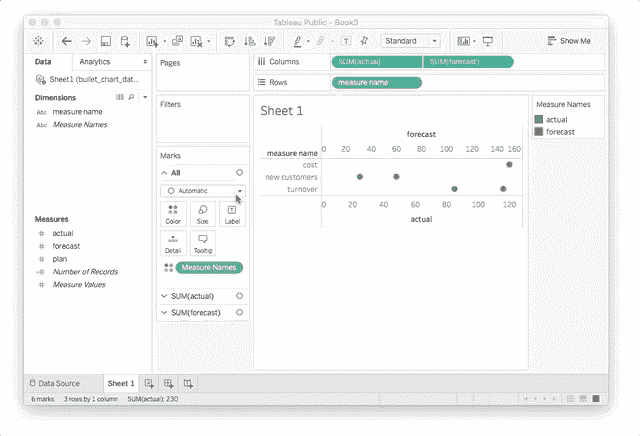 Tableau Public - Book3
Standard
Show Me
Data
Analytics
Pages
Columns
SUM(actual)
SUM(forecast)
Sheet1 (bullet_chart_dat...
Rows
measure name
Dimensions
Abc measure name
Abc Measure Names
Filters
Sheet 1
Measure Names
actual
forecast
forecast
measure name
0 20 40 60 80 100 120 140 160
cost
new customers
turnover
0 20 40 60 80 100 120
actual
Marks
All
Automatic
Color
Size
Label
Detail
Tooltip
Measure Names
SUM(actual)
SUM(forecast)
Measures
# actual
# forecast
# plan
=# Number of Records
# Measure Values
Data Source
Sheet 1
6 marks 3 rows by 1 column SUM(actual): 230